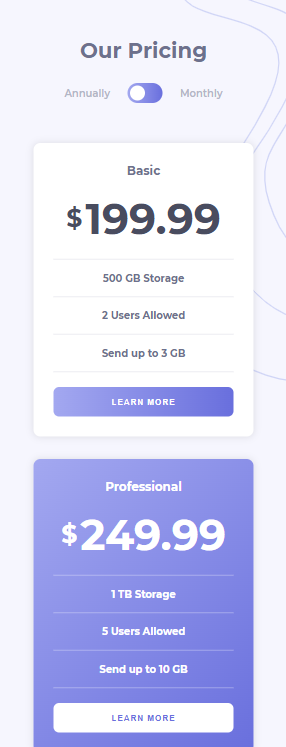 Our Pricing
Annually Monthly
Basic
$199.99
500 GB Storage
2 Users Allowed
Send up to 3 GB
LEARN MORE
Professional
$249.99
1 TB Storage
5 Users Allowed
Send up to 10 GB
LEARN MORE